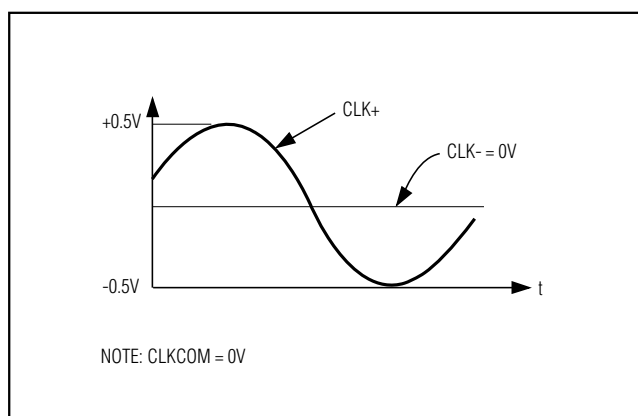 +0.5V
CLK+
CLK- = 0V
-0.5V
t
NOTE: CLKCOM = 0V